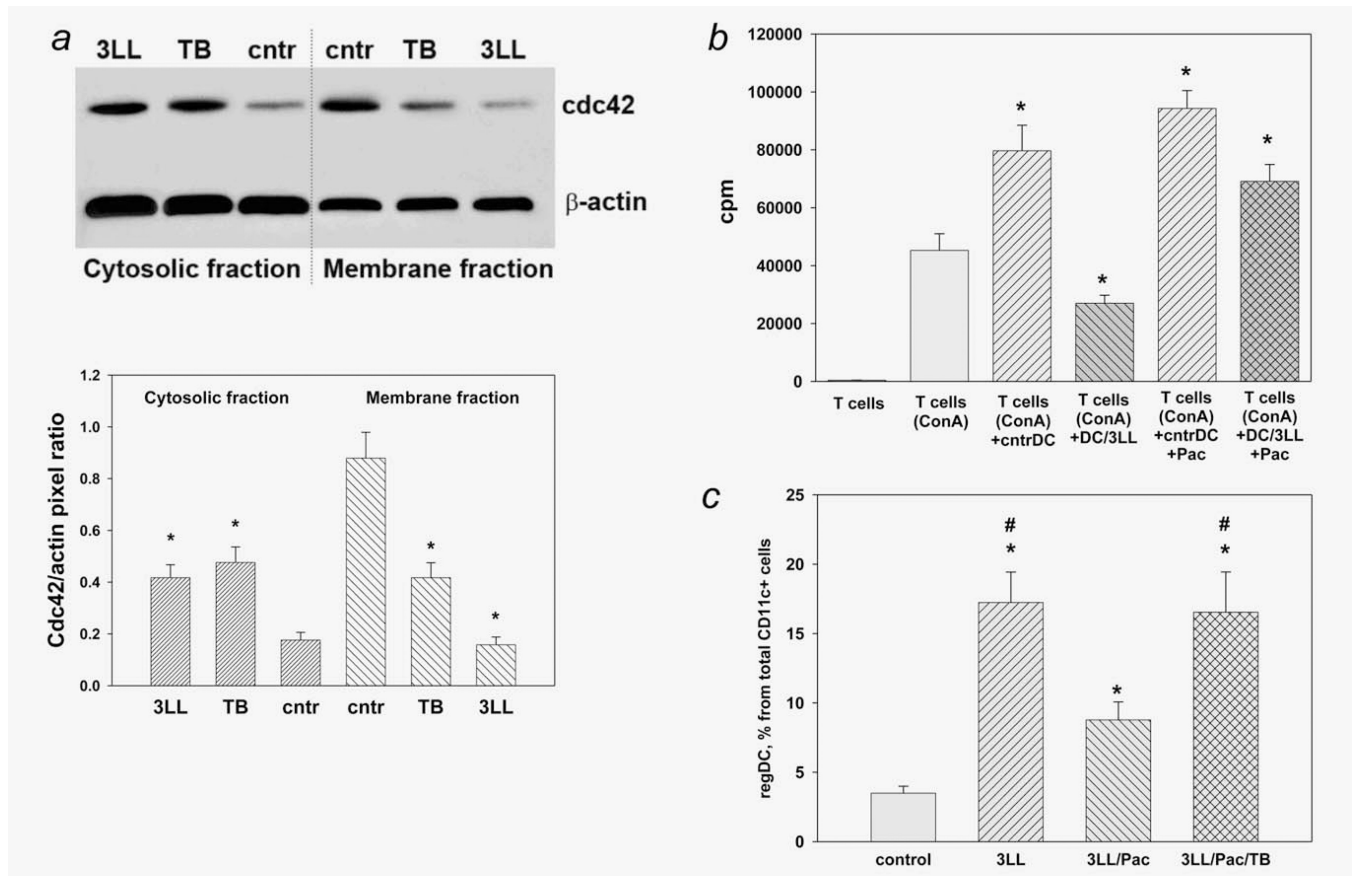 a
3LL TB cntr cntr TB 3LL
cdc42
β-actin
Cytosolic fraction Membrane fraction
1.2
1.0
0.8
0.6
0.4
0.2
0.0
Cdc42/actin pixel ratio
Cytosolic fraction Membrane fraction
* * * *
3LL TB cntr cntr TB 3LL
b
120000
100000
80000
60000
40000
20000
0
cpm
* * * * 
T cells
T cells
(ConA)
T cells
(ConA)
+cntrDC
T cells
(ConA)
+DC/3LL
T cells
(ConA)
+cntrDC
+Pac
T cells
(ConA)
+DC/3LL
+Pac
c
25
20
15
10
5
0
regDC, % from total CD11c+ cells
# #
* * *
control 3LL 3LL/Pac 3LL/Pac/TB